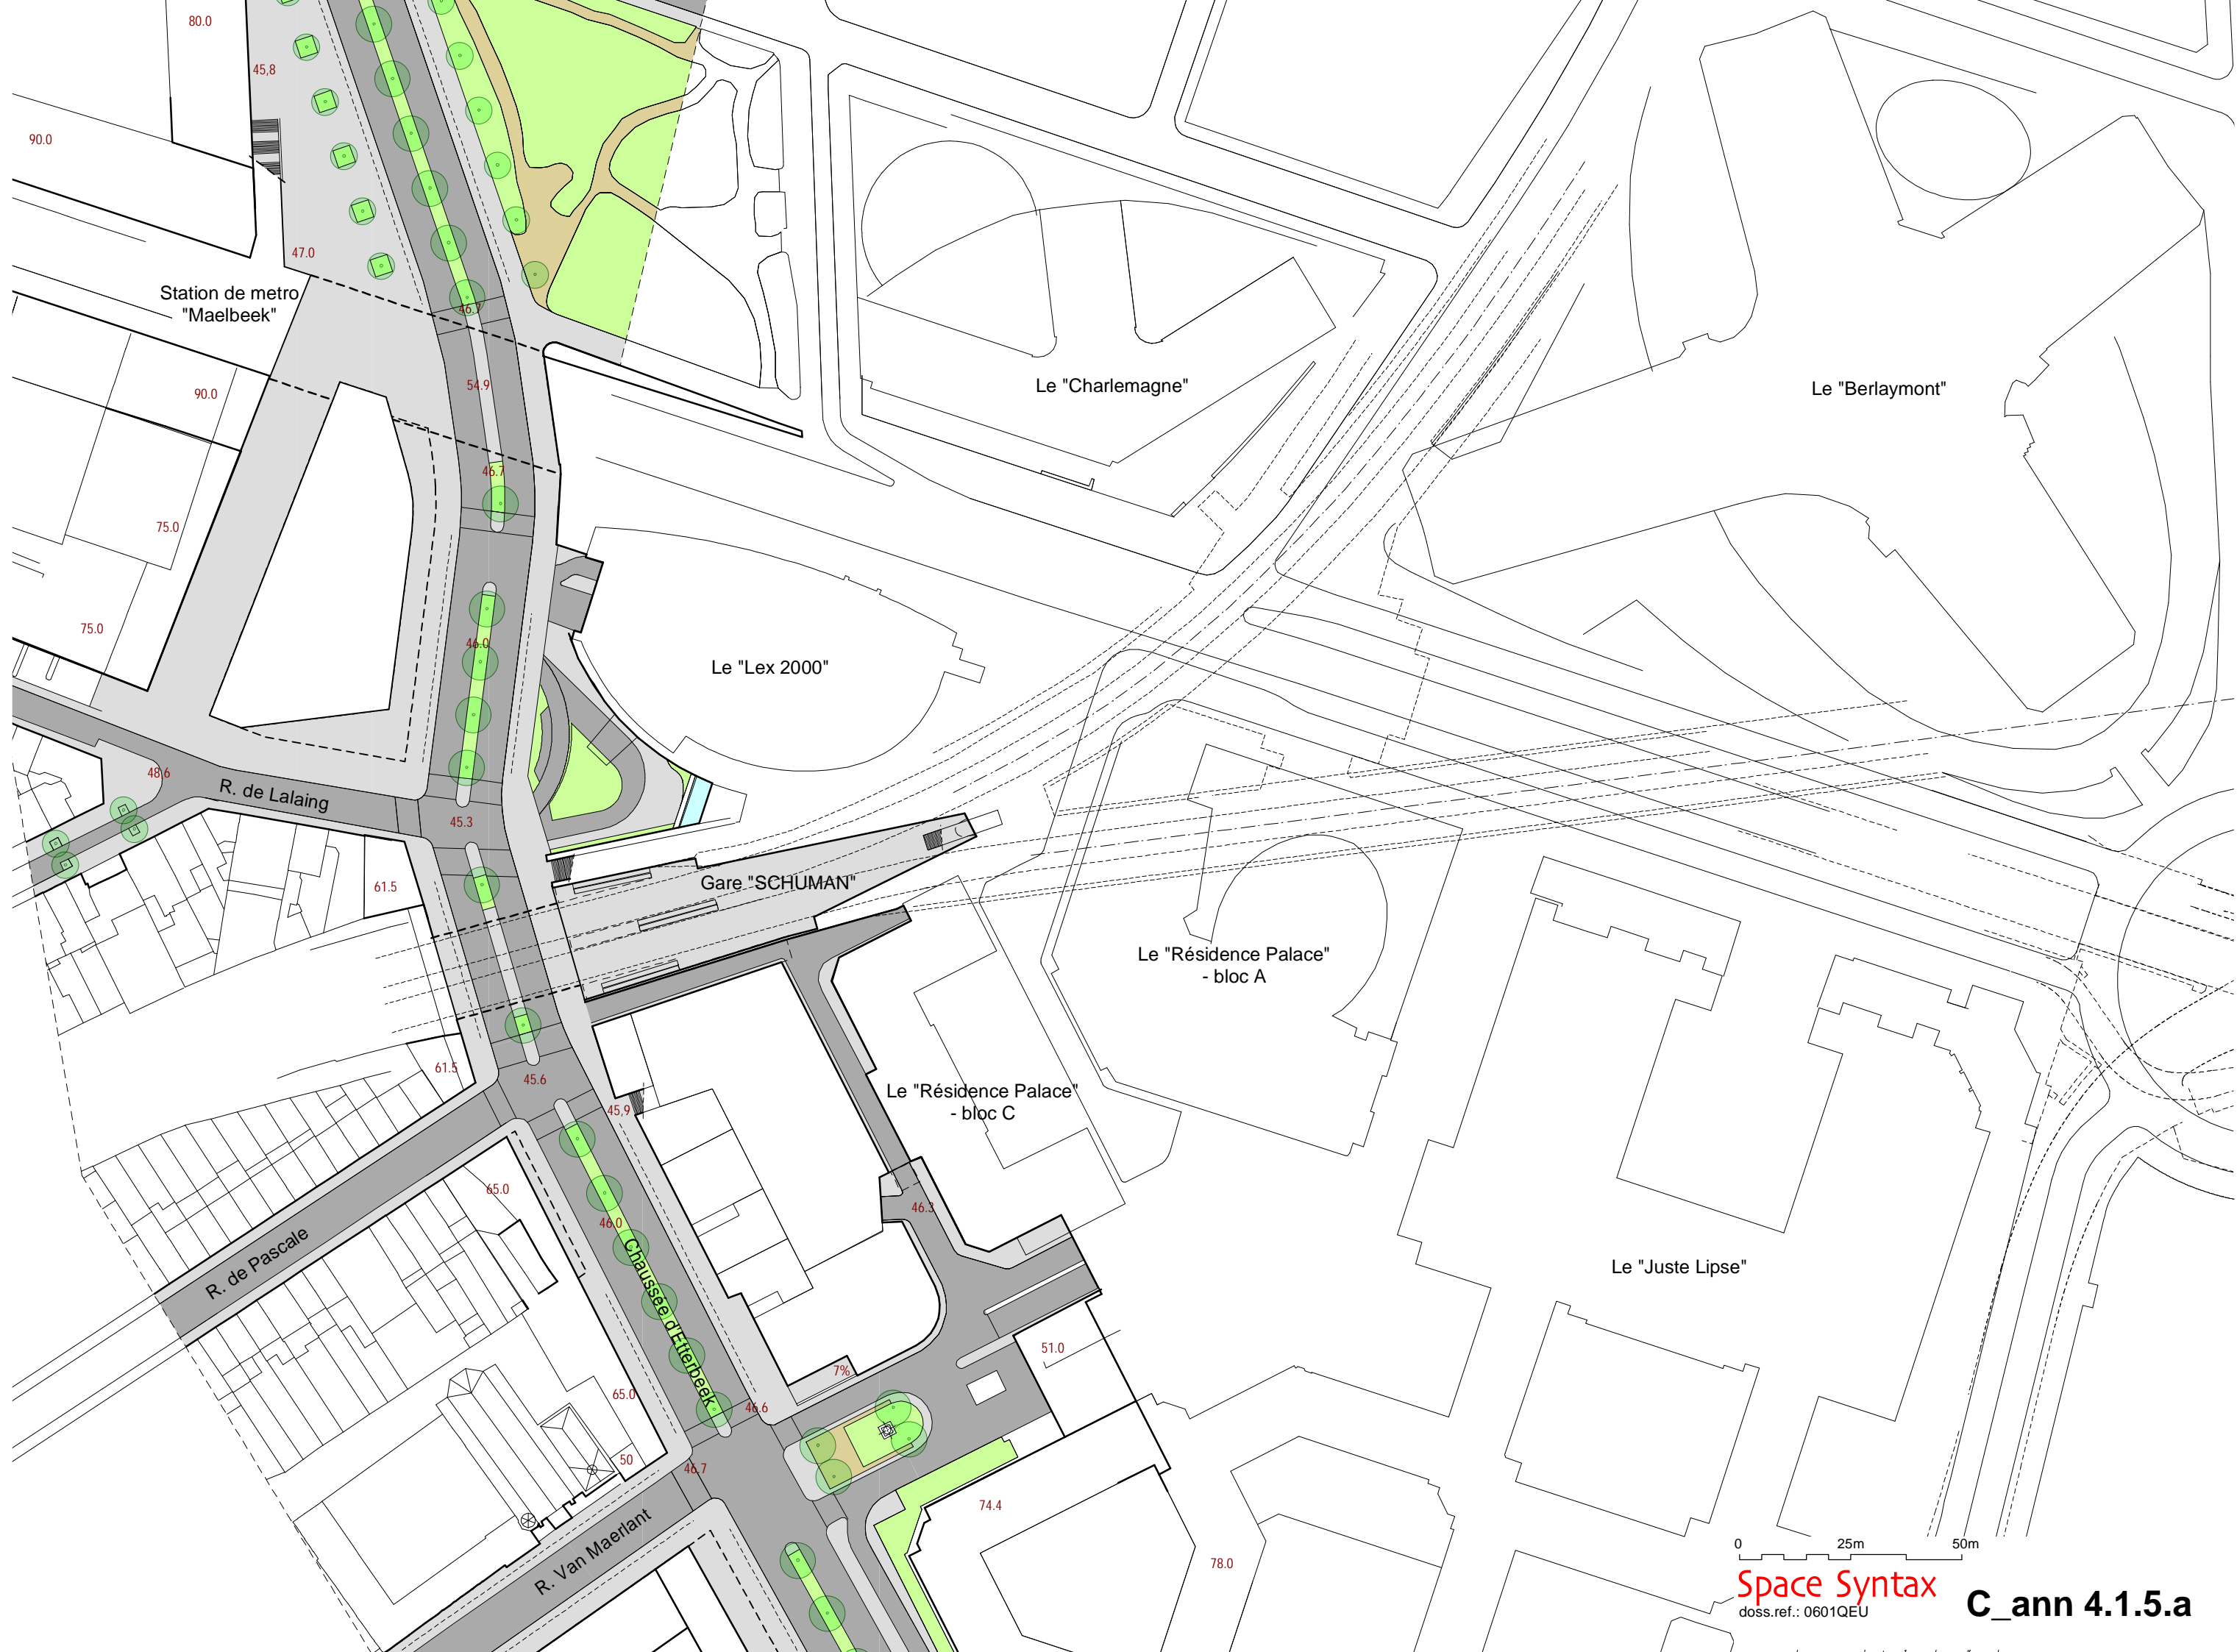 80.0
45,8
90.0
47.0
Station de metro
"Maelbeek"
46.7
54.9
90.0
Le "Charlemagne"
Le "Berlaymont"
46.7
75.0
75.0
46.0
Le "Lex 2000"
48.6
R. de Lalaing
45.3
61.5
Gare "SCHUMAN"
Le "Résidence Palace"
- bloc A
61.5
45.6
45,9
Le "Résidence Palace"
- bloc C
65.0
46.0
46.3
R. de Pascale
Chaussée d'Etterbeek
Le "Juste Lipse"
51.0
7%
65.0
46.6
50
46.7
74.4
R. Van Maerlant
78.0
0 25m 50m
Space Syntax
doss.ref.: 0601QEU
C_ann 4.1.5.a